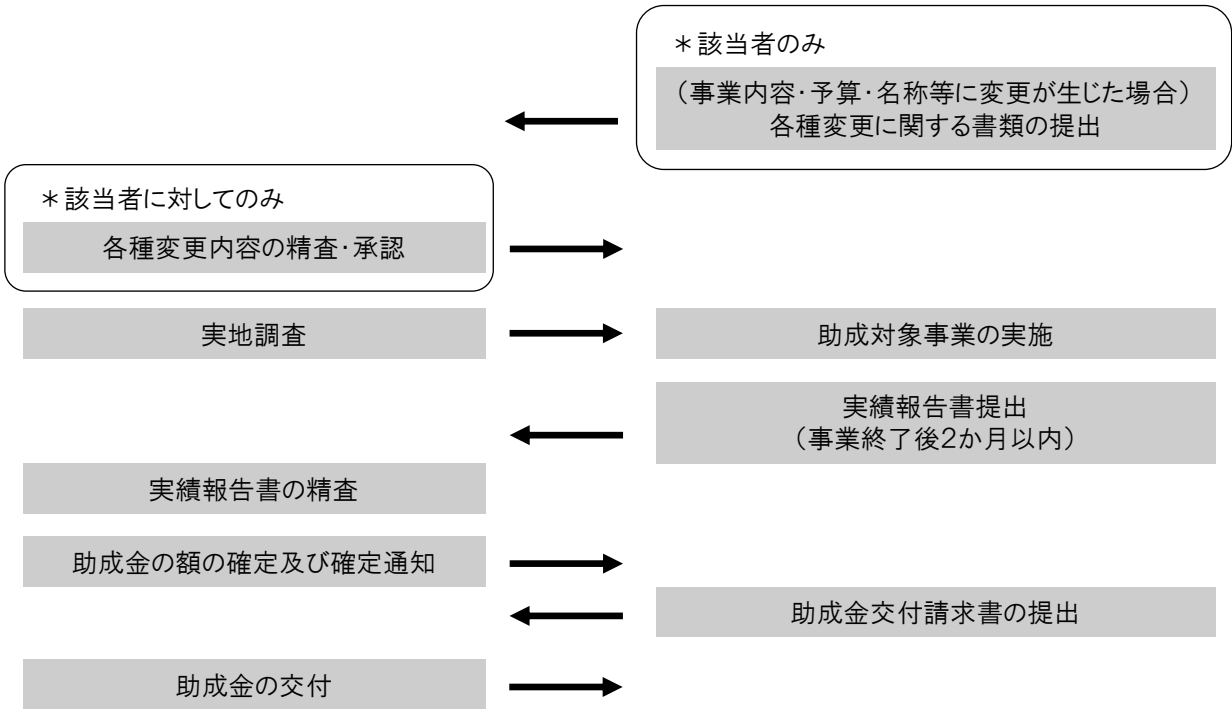 ＊該当者のみ
（事業内容・予算・名称等に変更が生じた場合）
各種変更に関する書類の提出
＊該当者に対してのみ
各種変更内容の精査・承認
実地調査
助成対象事業の実施
実績報告書提出
（事業終了後2か月以内）
実績報告書の精査
助成金の額の確定及び確定通知
助成金交付請求書の提出
助成金の交付